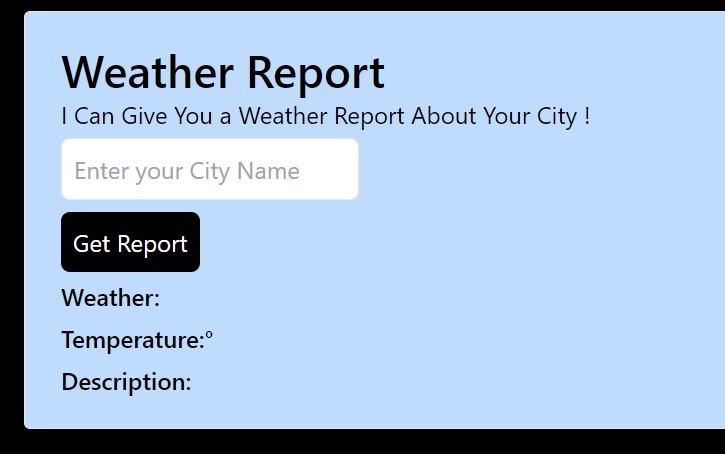 Weather Report
I Can Give You a Weather Report About Your City !
Enter your City Name
Get Report
Weather:
Temperature:°
Description: